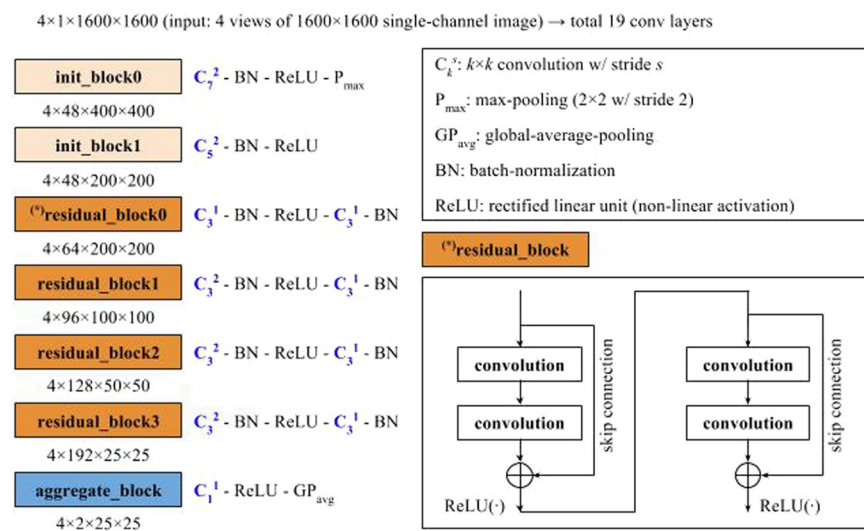 4×1×1600×1600 (input: 4 views of 1600×1600 single-channel image) → total 19 conv layers
init_block0
C₇² - BN - ReLU - Pmax
4×48×400×400
init_block1
C₅² - BN - ReLU
4×48×200×200
(*)residual_block0
C₃¹ - BN - ReLU - C₃¹ - BN
4×64×200×200
residual_block1
C₃² - BN - ReLU - C₃¹ - BN
4×96×100×100
residual_block2
C₃² - BN - ReLU - C₃¹ - BN
4×128×50×50
residual_block3
C₃² - BN - ReLU - C₃¹ - BN
4×192×25×25
aggregate_block
C₁¹ - ReLU - GPavg
4×2×25×25
Cₖˢ: k×k convolution w/ stride s
Pmax: max-pooling (2×2 w/ stride 2)
GPavg: global-average-pooling
BN: batch-normalization
ReLU: rectified linear unit (non-linear activation)
(*)residual_block
convolution
convolution
skip connection
ReLU(·)
convolution
convolution
skip connection
ReLU(·)